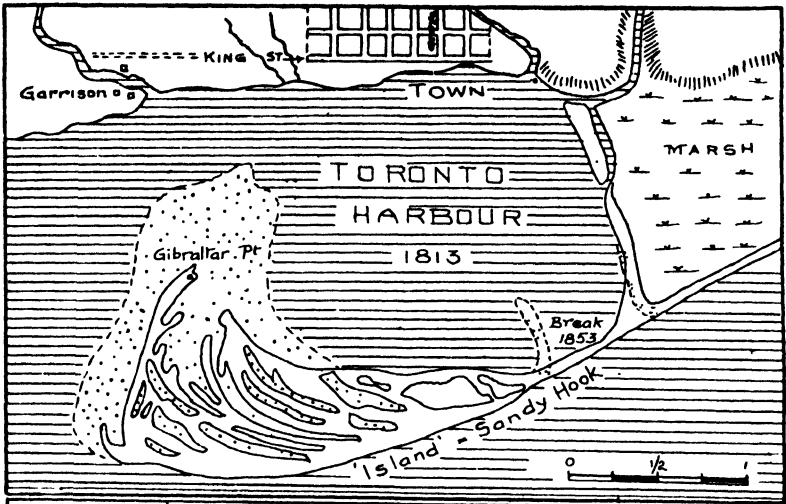 KING ST.
Garrison
TOWN
MARSH
TORONTO
HARBOUR
1813
Gibraltar Pt
Break
1853
'Island' = Sandy Hook
0 1/2 1